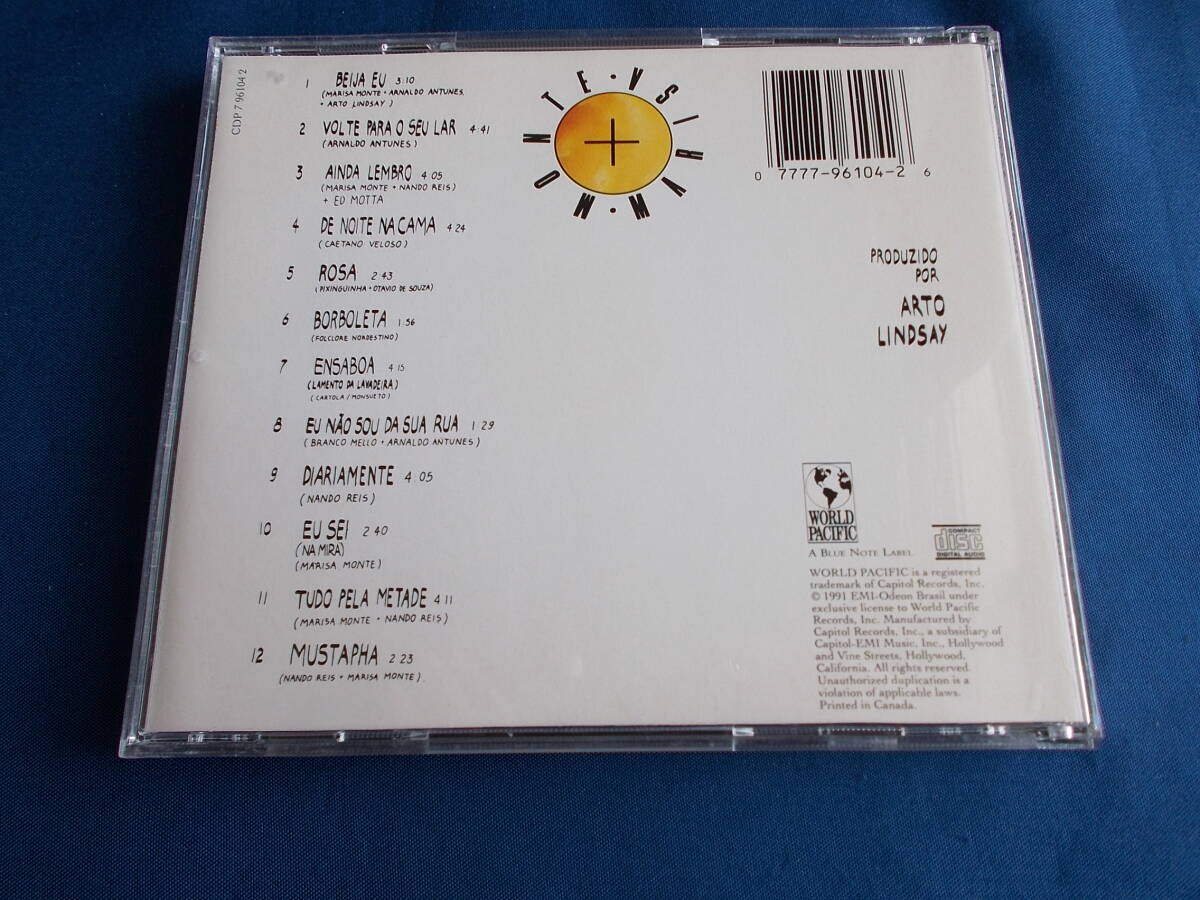 CDP 7 96104 2
1 BEIJA EU 3:10
(MARISA MONTE • ARNALDO ANTUNES
• ARTO LINDSAY)
2 VOLTE PARA O SEU LAR 4:41
(ARNALDO ANTUNES)
3 AINDA LEMBRO 4:05
(MARISA MONTE • NANDO REIS)
+ ED MOTTA
4 DE NOITE NA CAMA 4:24
(CAETANO VELOSO)
5 ROSA 2:43
(PIXINGUINHA • OTAVIO DE SOUZA)
6 BORBOLETA 1:56
(FOLCLORE NORDESTINO)
7 ENSABOA 4:15
(LAMENTO DA LAVADEIRA)
(CARTOLA / MONSUETO)
8 EU NÃO SOU DA SUA RUA 1:29
(BRANCO MELLO • ARNALDO ANTUNES)
9 DIARIAMENTE 4:05
(NANDO REIS)
10 EU SEI 2:40
(NA MIRA)
(MARISA MONTE)
11 TUDO PELA METADE 4:11
(MARISA MONTE • NANDO REIS)
12 MUSTAPHA 2:23
(NANDO REIS • MARISA MONTE)
MONTE • VSIRAM •
0 7777-96104-2 6
PRODUZIDO
POR
ARTO
LINDSAY
WORLD
PACIFIC
A BLUE NOTE LABEL
COMPACT
disc
DIGITAL AUDIO
WORLD PACIFIC is a registered
trademark of Capitol Records, Inc.
© 1991 EMI-Odeon Brasil under
exclusive license to World Pacific
Records, Inc. Manufactured by
Capitol Records, Inc., a subsidiary of
Capitol-EMI Music, Inc., Hollywood
and Vine Streets, Hollywood,
California. All rights reserved.
Unauthorized duplication is a
violation of applicable laws.
Printed in Canada.